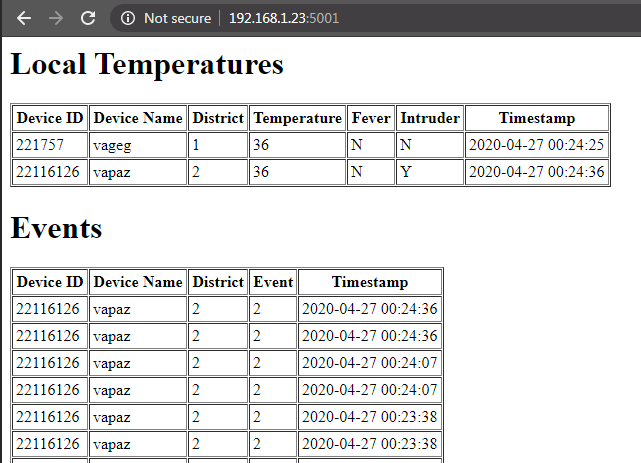 Not secure 192.168.1.23:5001
Local Temperatures
Device ID Device Name District Temperature Fever Intruder Timestamp
221757 vageg 1 36 N N 2020-04-27 00:24:25
22116126 vapaz 2 36 N Y 2020-04-27 00:24:36
Events
Device ID Device Name District Event Timestamp
22116126 vapaz 2 2 2020-04-27 00:24:36
22116126 vapaz 2 2 2020-04-27 00:24:36
22116126 vapaz 2 2 2020-04-27 00:24:07
22116126 vapaz 2 2 2020-04-27 00:24:07
22116126 vapaz 2 2 2020-04-27 00:23:38
22116126 vapaz 2 2 2020-04-27 00:23:38